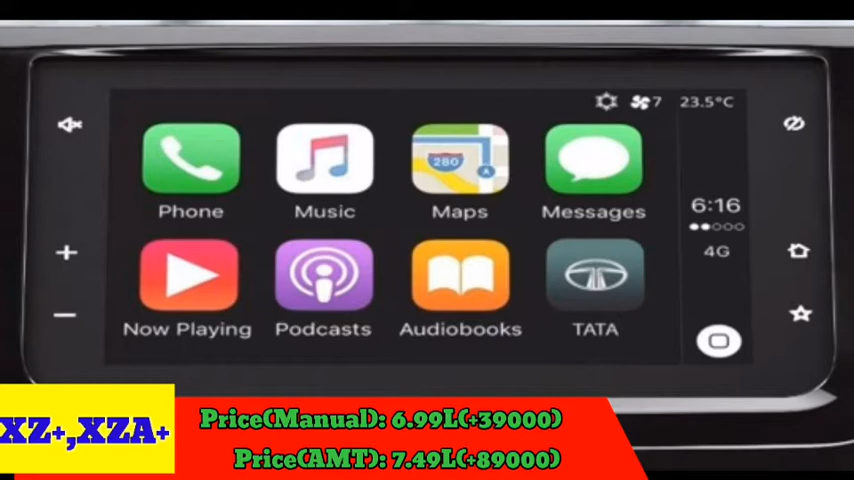 7 23.5°C
280
A
Phone Music Maps Messages
6:16
4G
Now Playing Podcasts Audiobooks TATA
XZ+,XZA+
Price(Manual): 6.99L(+39000)
Price(AMT): 7.49L(+89000)